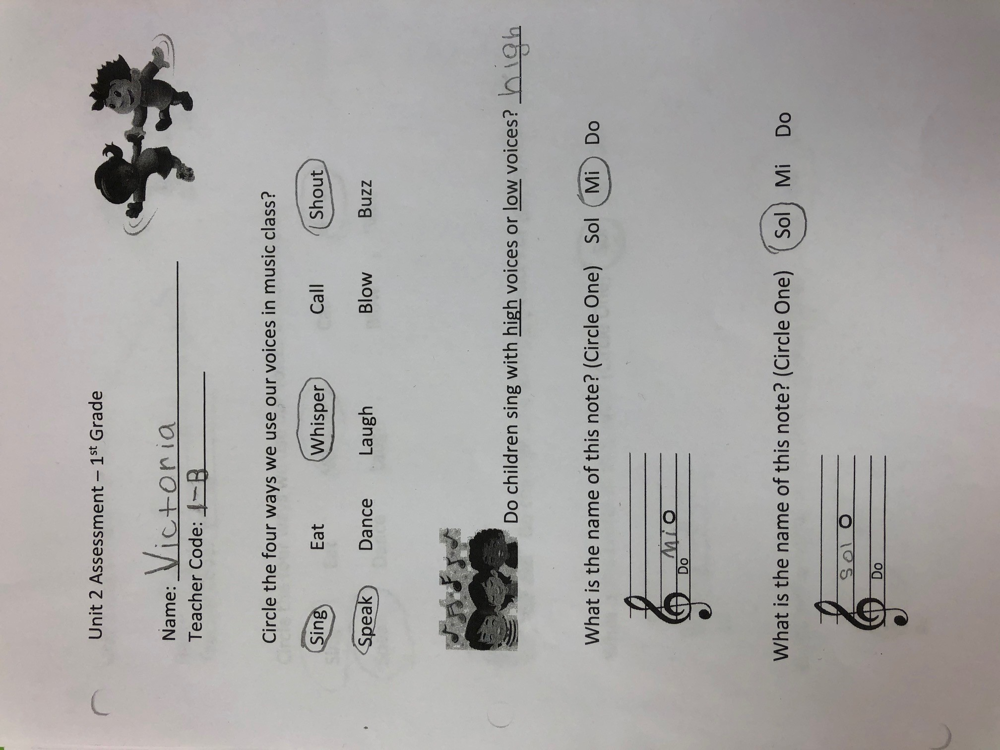 Unit 2 Assessment – 1st Grade
Name: Victoria
Teacher Code: 1-B
Circle the four ways we use our voices in music class?
Sing Eat Whisper Call Shout
Speak Dance Laugh Blow Buzz
Do children sing with high voices or low voices? high
What is the name of this note? (Circle One) Sol Mi Do
Mi
Do
What is the name of this note? (Circle One) Sol Mi Do
Sol
Do